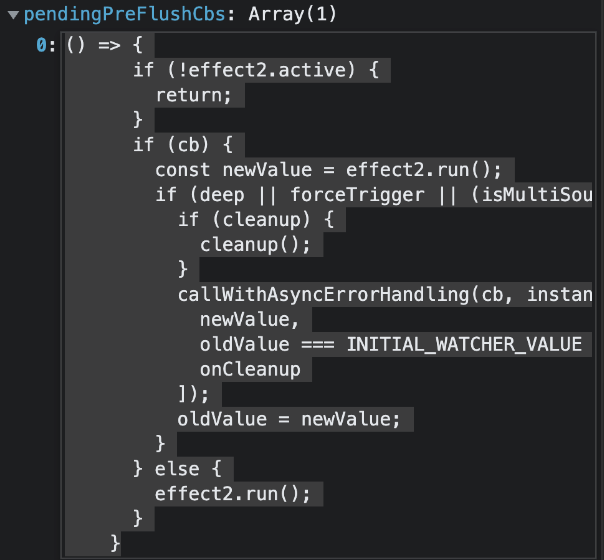 ▼pendingPreFlushCbs: Array(1)
0: () => {
if (!effect2.active) {
return;
}
if (cb) {
const newValue = effect2.run();
if (deep || forceTrigger || (isMultiSou
if (cleanup) {
cleanup();
}
callWithAsyncErrorHandling(cb, instan
newValue,
oldValue === INITIAL_WATCHER_VALUE
onCleanup
]);
oldValue = newValue;
}
} else {
effect2.run();
}
}